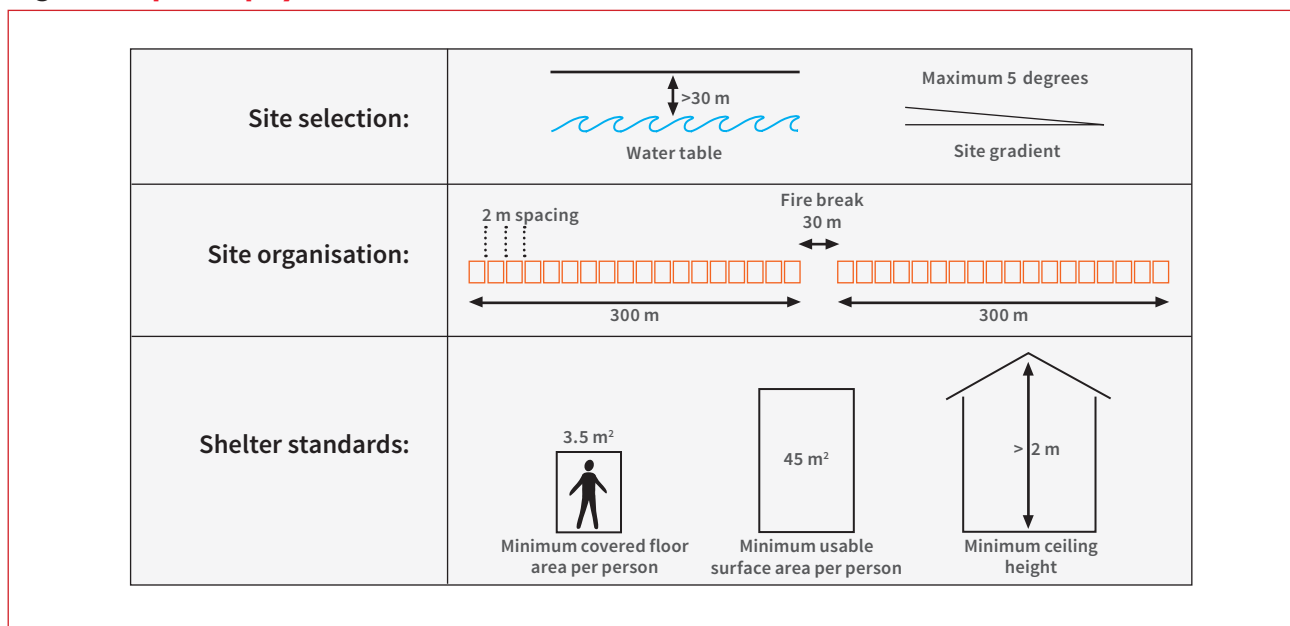 Site selection:
>30 m
Water table
Maximum 5 degrees
Site gradient
Site organisation:
2 m spacing
Fire break
30 m
300 m
300 m
Shelter standards:
3.5 m²
Minimum covered floor
area per person
45 m²
Minimum usable
surface area per person
> 2 m
Minimum ceiling
height